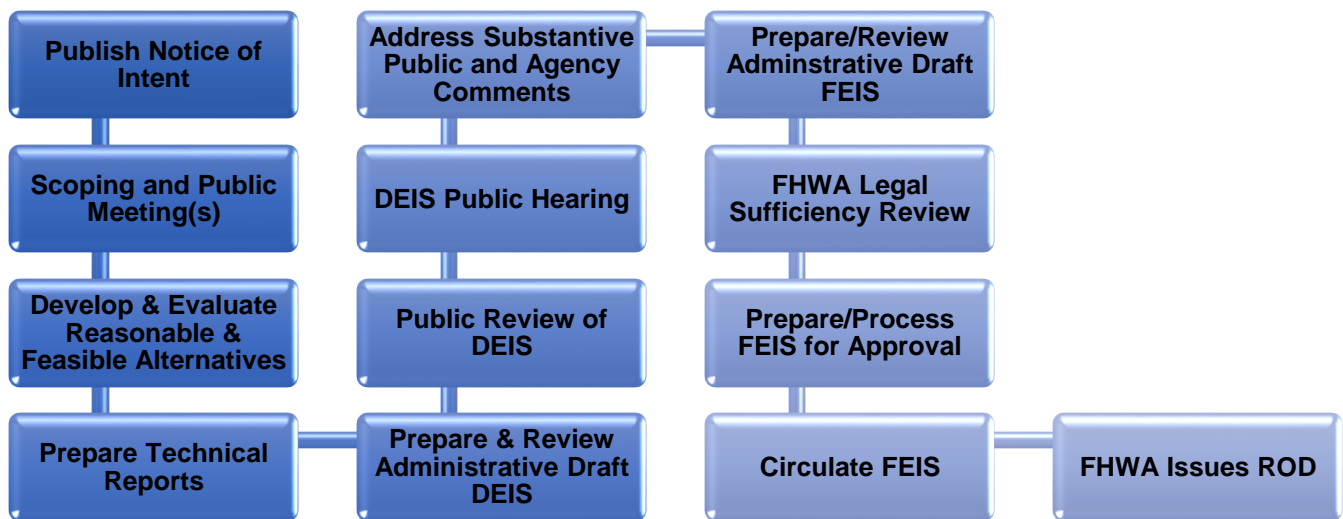 Publish Notice of
Intent
Scoping and Public
Meeting(s)
Develop & Evaluate
Reasonable &
Feasible Alternatives
Prepare Technical
Reports
Prepare & Review
Administrative Draft
DEIS
Public Review of
DEIS
DEIS Public Hearing
Address Substantive
Public and Agency
Comments
Prepare/Review
Adminstrative Draft
FEIS
FHWA Legal
Sufficiency Review
Prepare/Process
FEIS for Approval
Circulate FEIS
FHWA Issues ROD